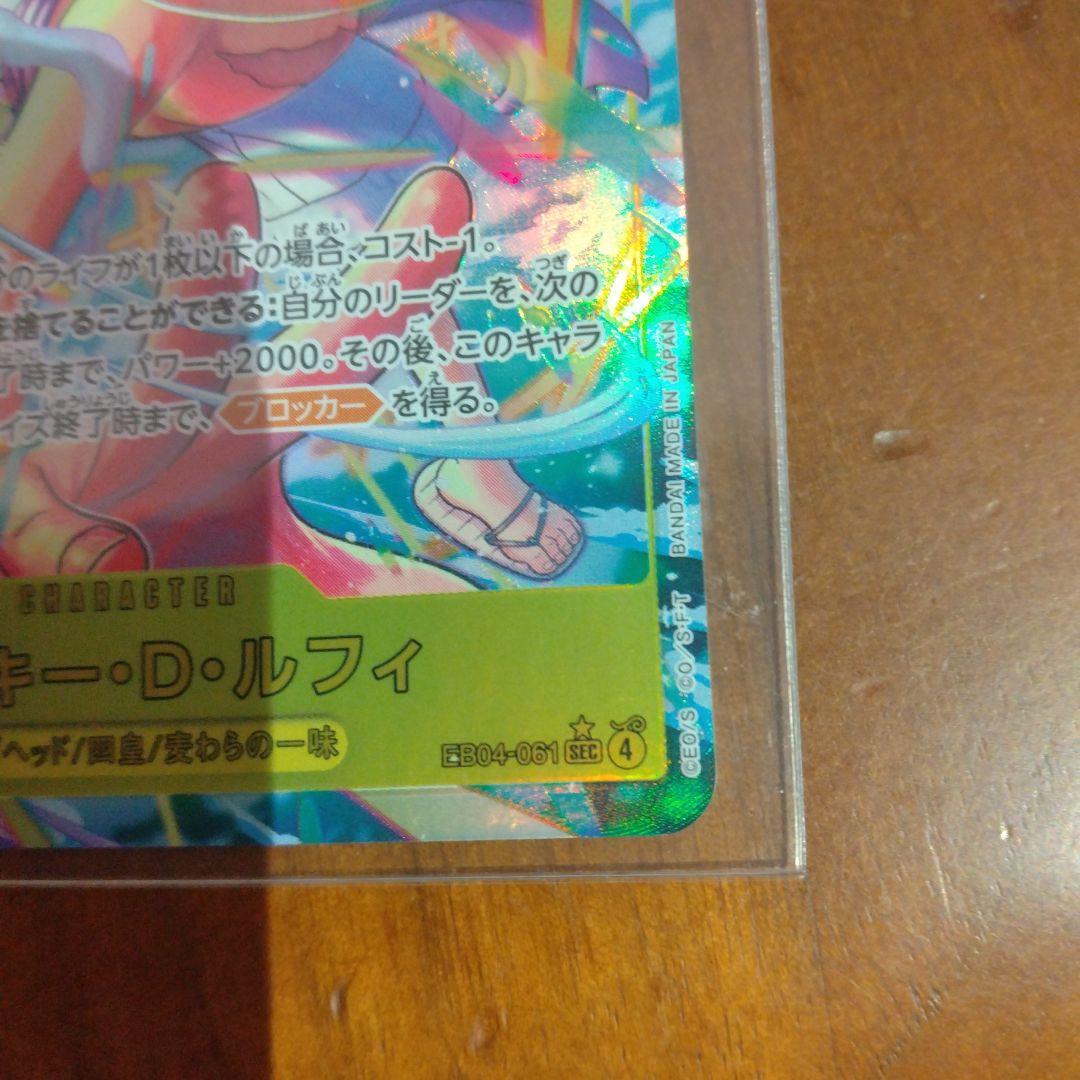 分のライフが1枚以下の場合、コスト-1。
を捨てることができる:自分のリーダーを、次の
了時まで、パワー+2000。その後、このキャラ
イズ終了時まで、ブロッカーを得る。
CHARACTER
キー・D・ルフィ
ヘッド/四皇/麦わらの一味
EB04-061 SEC 4
©EO/S ©CO/S・F・T BANDAI MADE IN JAPAN